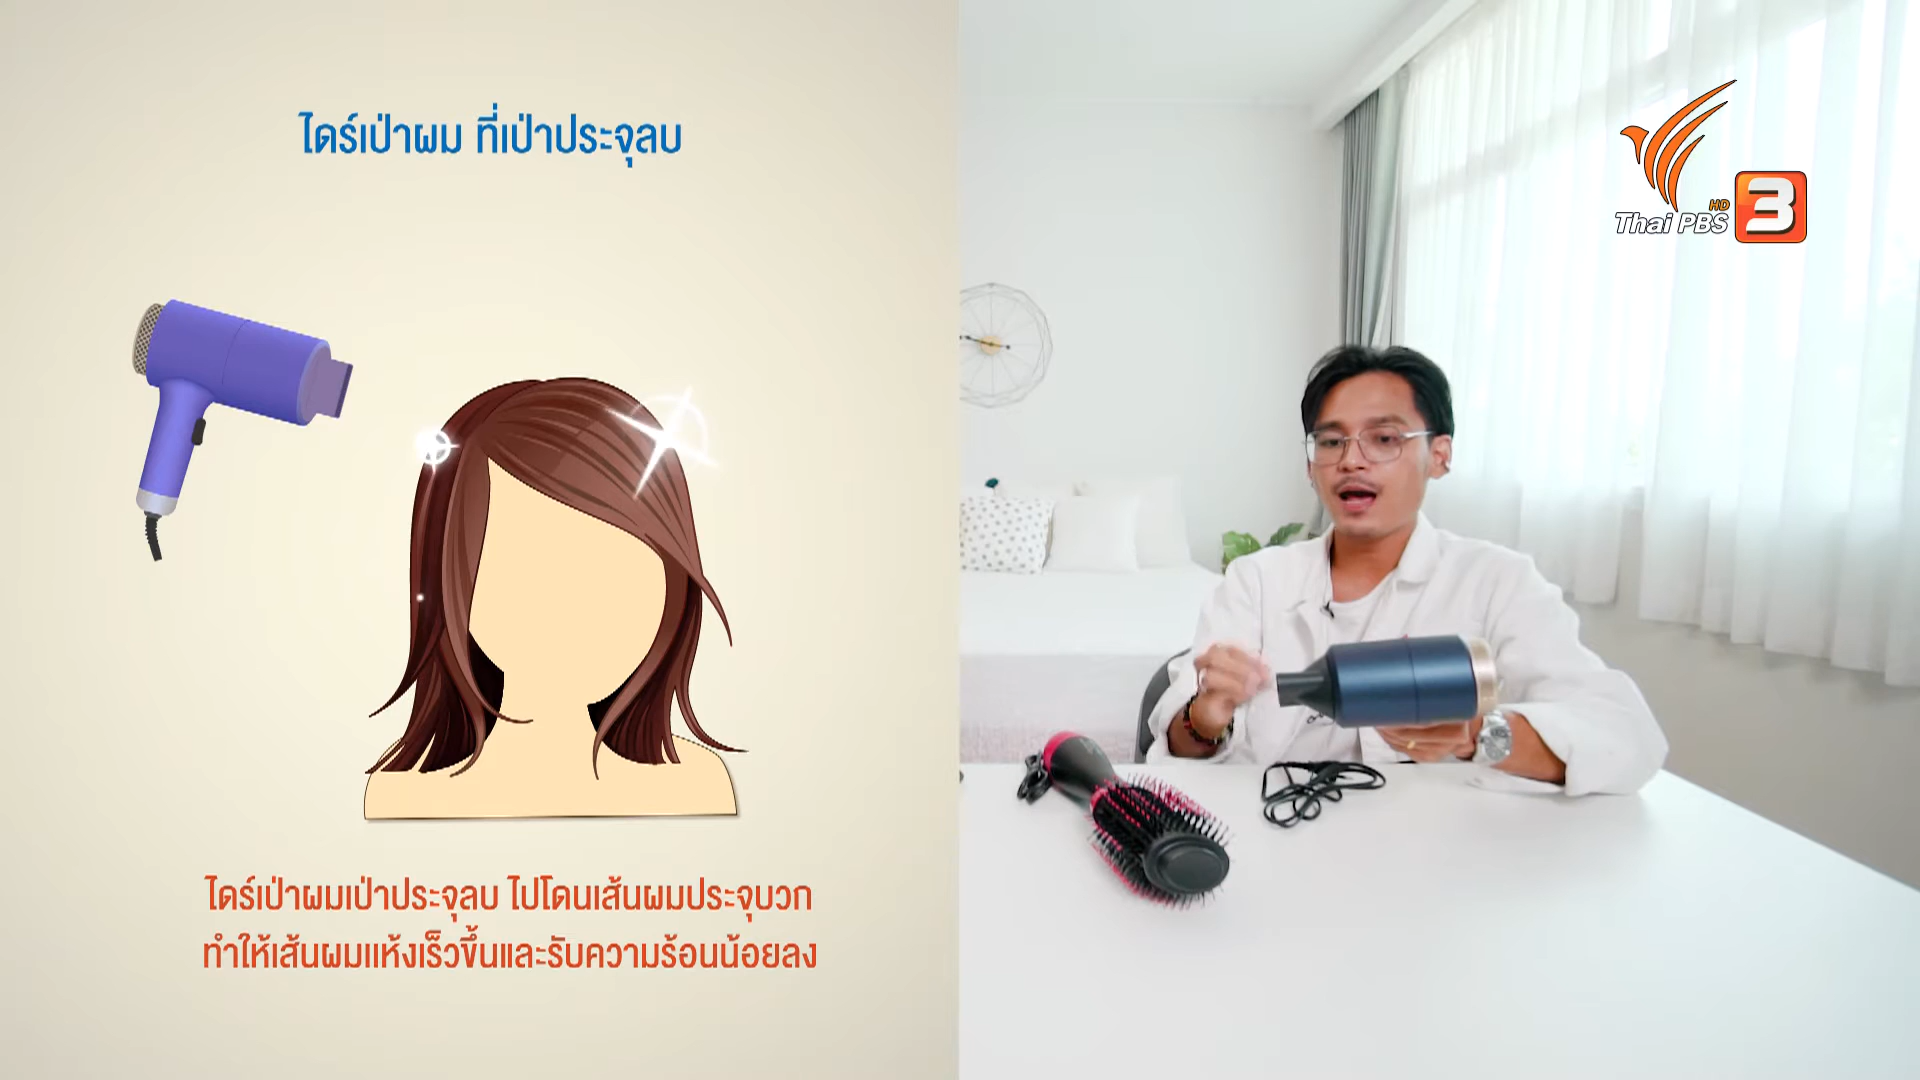 ไดร์เป่าผม ที่เป่าประจุลบ
HD
Thai PBS 3
ไดร์เป่าผมเป่าประจุลบ ไปโดนเส้นผมประจุบวก
ทำให้เส้นผมแห้งเร็วขึ้นและรับความร้อนน้อยลง